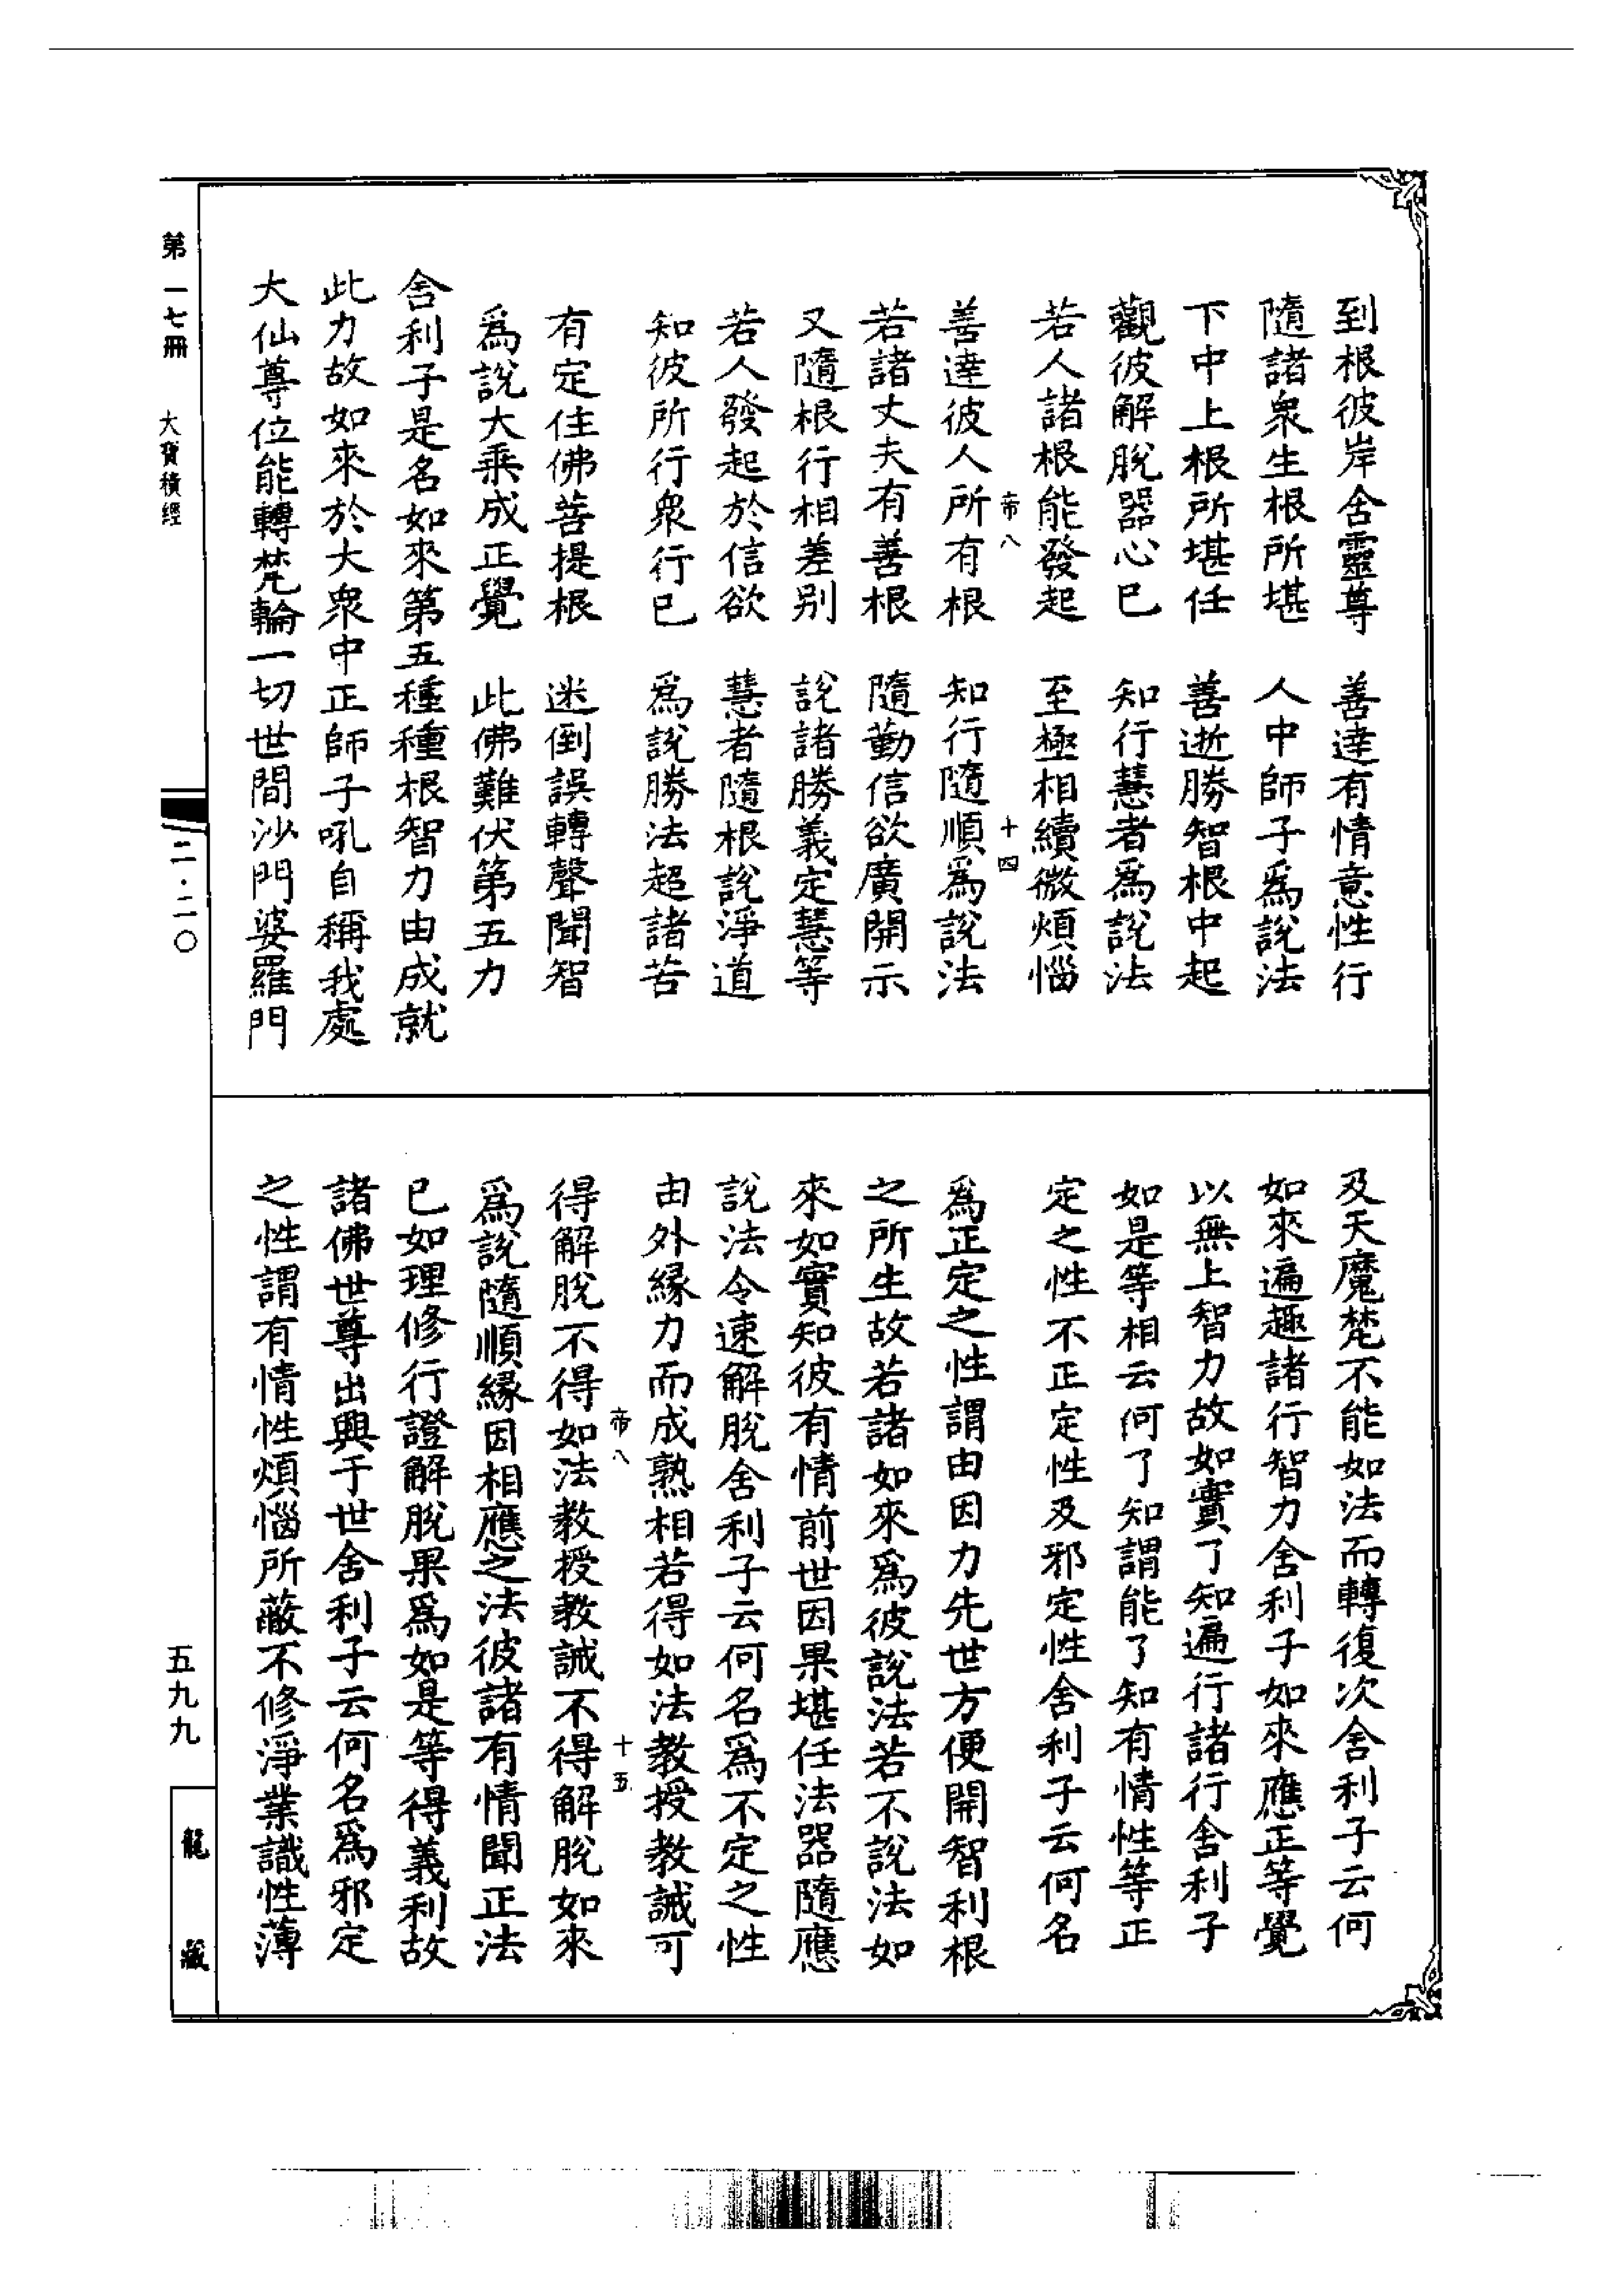 到根彼岸舍靈尊　善達有情意性行
隨諸衆生根所堪　人中師子爲說法
下中上根所堪任　善逝勝智根中起
觀彼解脫器心已　知行慧者爲說法
若人諸根能發起　至極相續微煩惱
帝八　十四
善達彼人所有根　知行隨順爲說法
若諸丈夫有善根　隨勤信欲廣開示
又隨根行相差別　說諸勝義定慧等
若人發起於信欲　慧者隨根說淨道
知彼所行衆行已　爲說勝法超諸苦
有定住佛菩提根　迷倒誤轉聲聞智
爲說大乘成正覺　此佛難伏第五力
舍利子是名如來第五種種根智力由成就
此力故如來於大衆中正師子吼自稱我處
大仙尊位能轉梵輪一切世間沙門婆羅門
及天魔梵不能如法而轉復次舍利子云何
如來遍趣諸行智力舍利子如來應正等覺
以無上智力故如實了知遍行諸行舍利子
如是等相云何了知謂能了知有情性等正
定之性不正定性及邪定性舍利子云何名
爲正定之性謂由因力先世方便開智利根
之所生故若諸如來爲彼說法若不說法如
來如實知彼有情前世因果堪任法器隨應
說法令速解脫舍利子云何名爲不定之性
由外緣力而成熟相若得如法教授教誡可
帝八　十五
得解脫不得如法教授教誡不得解脫如來
爲說隨順緣因相應之法彼諸有情聞正法
已如理修行證解脫果爲如是等得義利故
諸佛世尊出興于世舍利子云何名爲邪定
之性謂有情性煩惱所蔽不修淨業識性薄
第一七冊　大寶積經
二·二〇
五九九
龍藏